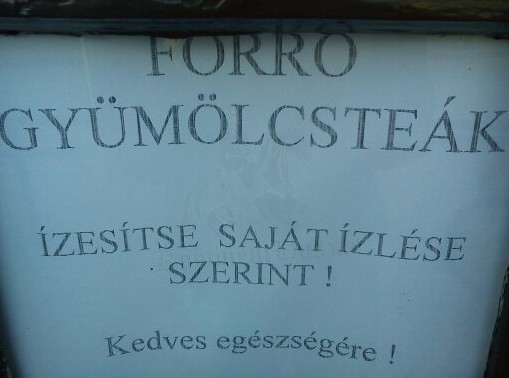 FORRÓ
GYÜMÖLCSTEÁK
ÍZESÍTSE SAJÁT ÍZLÉSE
SZERINT !
Kedves egészségére !